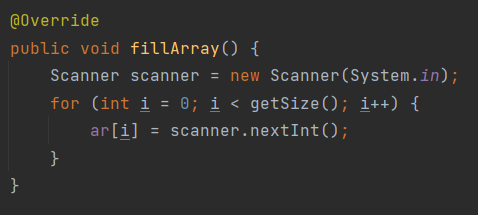 @Override
public void fillArray() {
    Scanner scanner = new Scanner(System.in);
    for (int i = 0; i < getSize(); i++) {
        ar[i] = scanner.nextInt();
    }
}